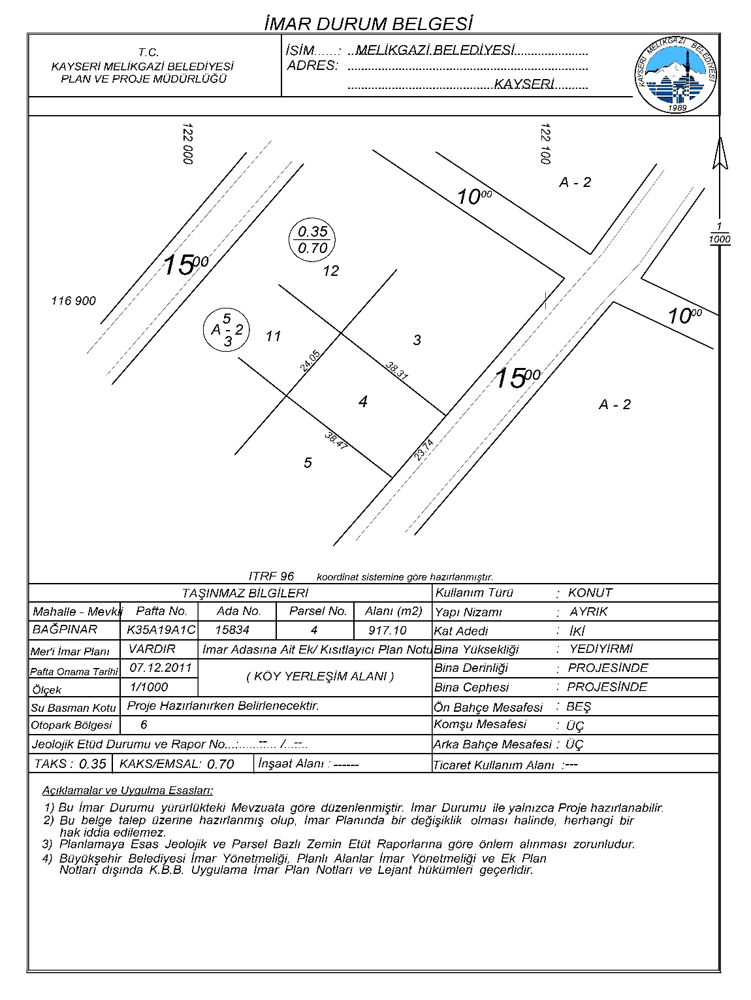 İMAR DURUM BELGESİ
T.C.
KAYSERİ MELİKGAZİ BELEDİYESİ
PLAN VE PROJE MÜDÜRLÜĞÜ
İSİM......: ..MELİKGAZİ BELEDİYESİ......................
ADRES: .........................................................
...................................KAYSERİ..........
KAYSERİ MELİKGAZİ BELEDİYESİ
1989
122 000
122 100
A - 2
10 00
1
1000
0.35
0.70
15 00
12
116 900
5
A - 2
3
11
3
10 00
24.05
38.31
15 00
4
A - 2
38.47
23.74
5
ITRF 96 koordinat sistemine göre hazırlanmıştır.
TAŞINMAZ BİLGİLERİ
Kullanım Türü : KONUT
Mahalle - Mevkii Pafta No. Ada No. Parsel No. Alanı (m2)
Yapı Nizamı : AYRIK
BAĞPINAR K35A19A1C 15834 4 917.10
Kat Adedi : İKİ
Mer'i İmar Planı VARDIR İmar Adasına Ait Ek/ Kısıtlayıcı Plan Notu
Bina Yüksekliği : YEDİYİRMİ
Pafta Onama Tarihi 07.12.2011
( KÖY YERLEŞİM ALANI )
Bina Derinliği : PROJESİNDE
Ölçek 1/1000
Bina Cephesi : PROJESİNDE
Su Basman Kotu Proje Hazırlanırken Belirlenecektir.
Ön Bahçe Mesafesi : BEŞ
Otopark Bölgesi 6
Komşu Mesafesi : ÜÇ
Jeolojik Etüd Durumu ve Rapor No...:......--... /...--..
Arka Bahçe Mesafesi : ÜÇ
TAKS : 0.35 KAKS/EMSAL: 0.70 İnşaat Alanı : ------
Ticaret Kullanım Alanı :---
Açıklamalar ve Uygulma Esasları:
1) Bu İmar Durumu yürürlükteki Mevzuata göre düzenlenmiştir. İmar Durumu ile yalnızca Proje hazırlanabilir.
2) Bu belge talep üzerine hazırlanmış olup, İmar Planında bir değişiklik olması halinde, herhangi bir
hak iddia edilemez.
3) Planlamaya Esas Jeolojik ve Parsel Bazlı Zemin Etüt Raporlarına göre önlem alınması zorunludur.
4) Büyükşehir Belediyesi İmar Yönetmeliği, Planlı Alanlar İmar Yönetmeliği ve Ek Plan
Notları dışında K.B.B. Uygulama İmar Plan Notları ve Lejant hükümleri geçerlidir.